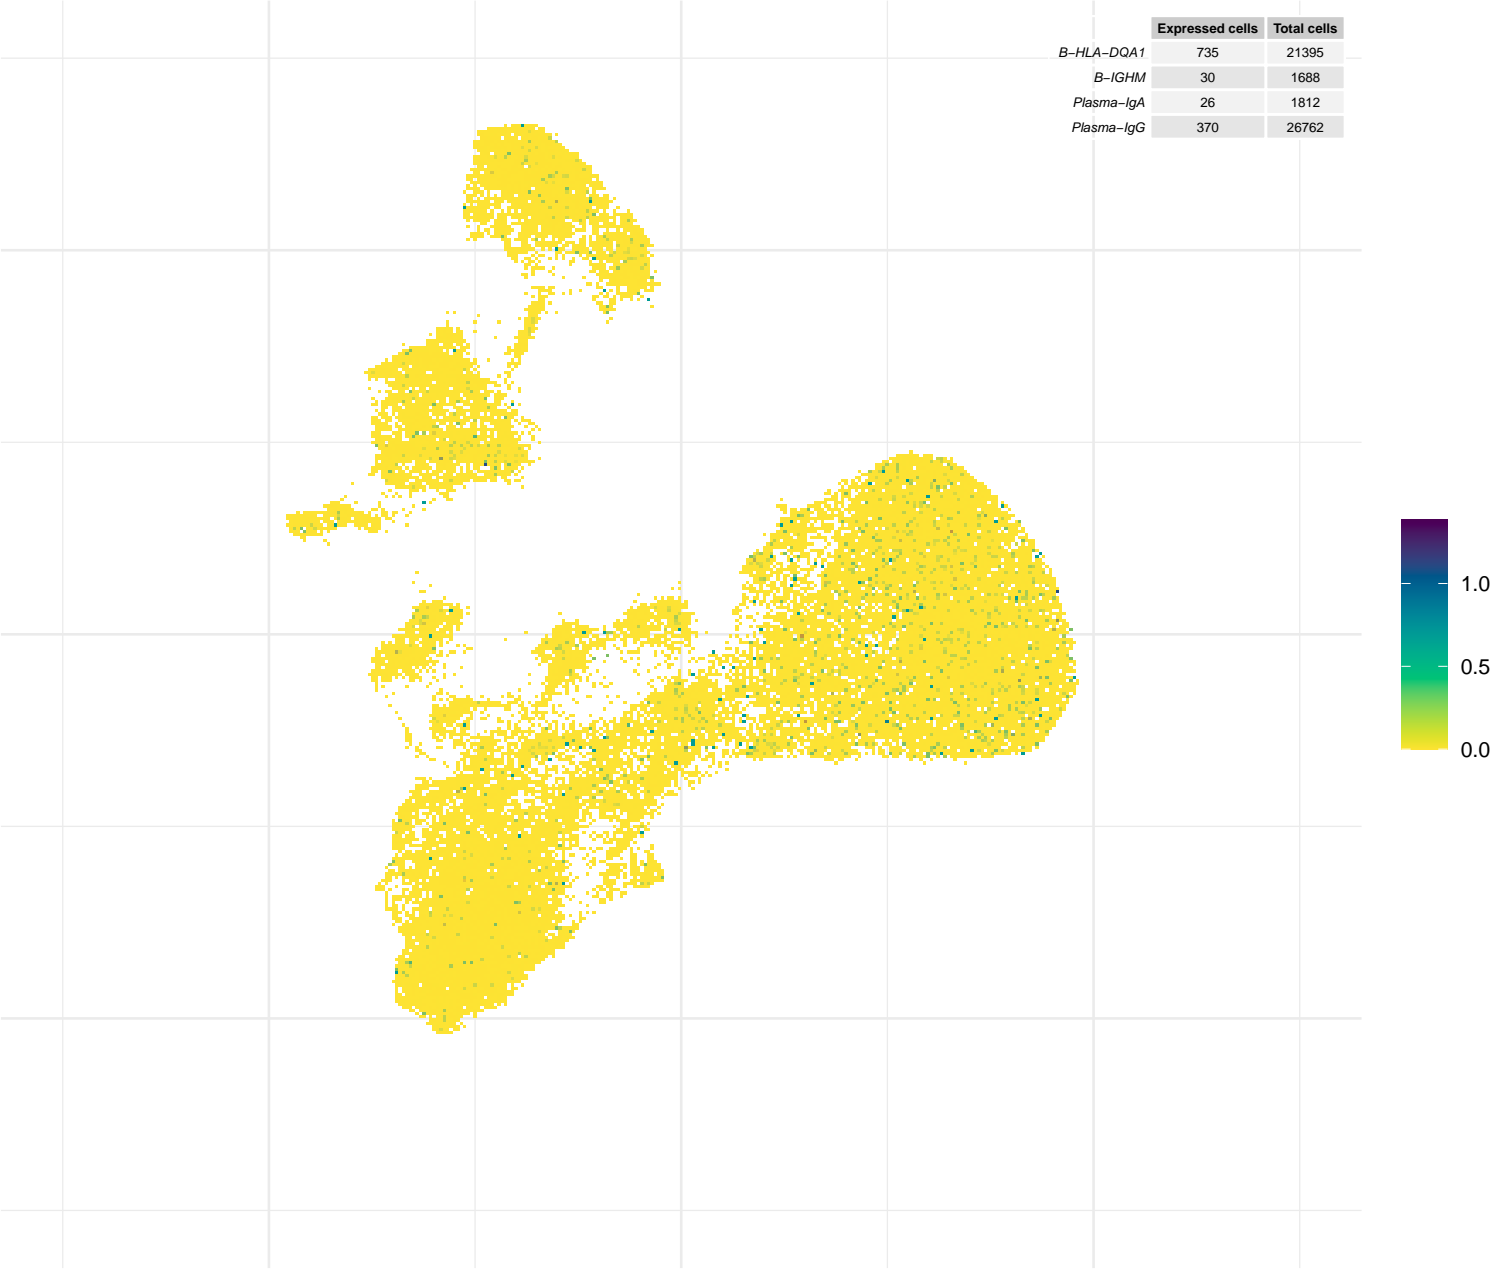 Expressed cells Total cells
B−HLA−DQA1 735 21395
B−IGHM 30 1688
Plasma−IgA 26 1812
Plasma−IgG 370 26762
1.0
0.5
0.0